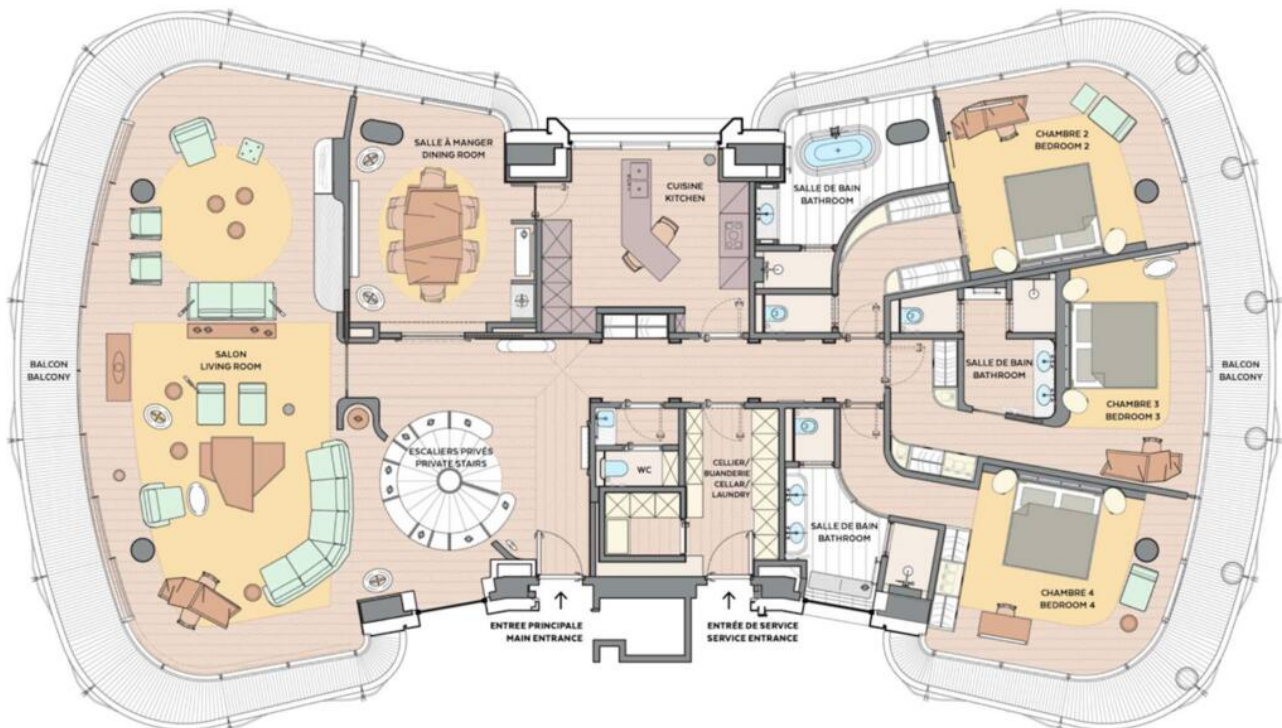 SALLE À MANGER
DINING ROOM
CUISINE
KITCHEN
SALLE DE BAIN
BATHROOM
CHAMBRE 2
BEDROOM 2
BALCON
BALCONY
SALON
LIVING ROOM
SALLE DE BAIN
BATHROOM
CHAMBRE 3
BEDROOM 3
BALCON
BALCONY
ESCALIERS PRIVÉS
PRIVATE STAIRS
WC
CELLIER/
BUANDERIE
CELLAR/
LAUNDRY
SALLE DE BAIN
BATHROOM
CHAMBRE 4
BEDROOM 4
ENTREE PRINCIPALE
MAIN ENTRANCE
ENTRÉE DE SERVICE
SERVICE ENTRANCE